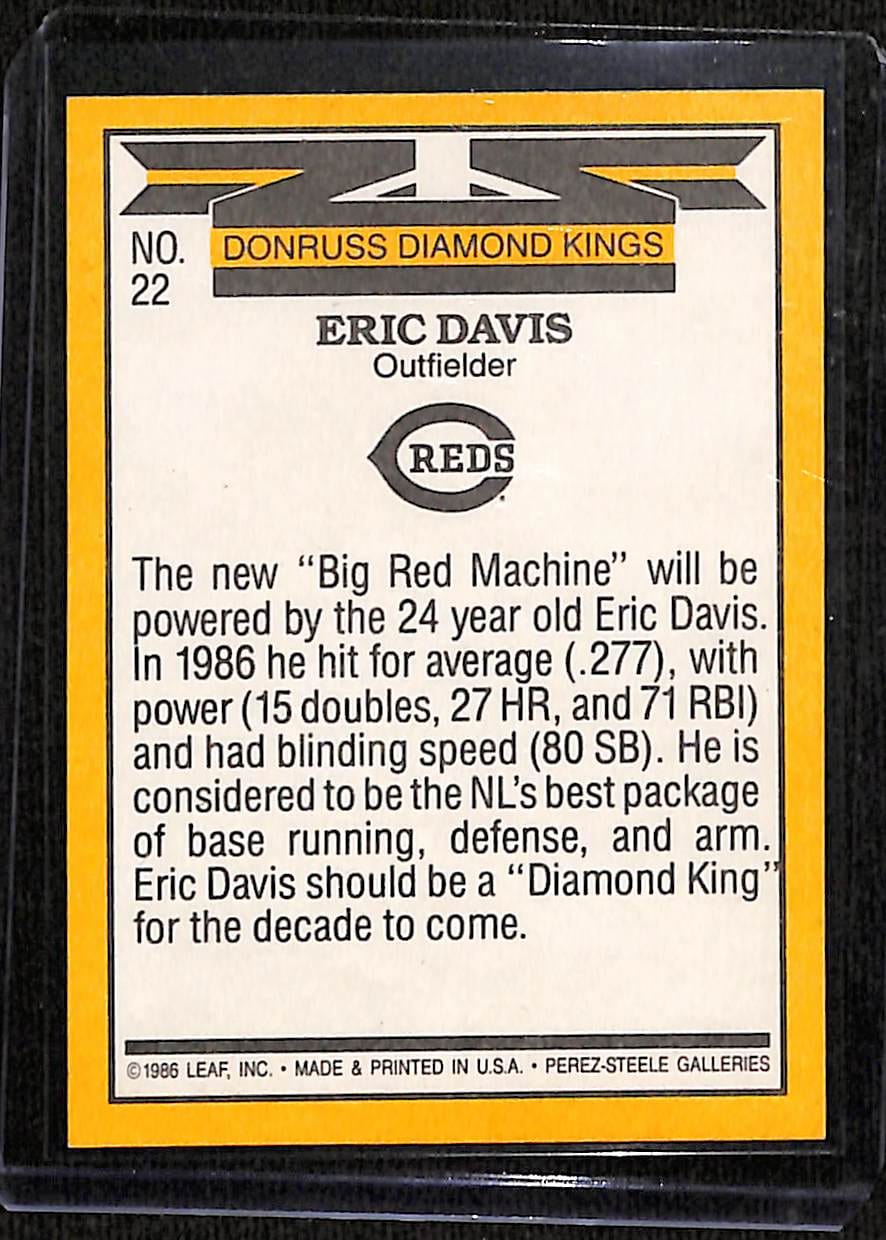 NO.
22
DONRUSS DIAMOND KINGS
ERIC DAVIS
Outfielder
REDS
The new “Big Red Machine” will be
powered by the 24 year old Eric Davis.
In 1986 he hit for average (.277), with
power (15 doubles, 27 HR, and 71 RBI)
and had blinding speed (80 SB). He is
considered to be the NL’s best package
of base running, defense, and arm.
Eric Davis should be a “Diamond King”
for the decade to come.
©1986 LEAF, INC. • MADE & PRINTED IN U.S.A. • PEREZ-STEELE GALLERIES